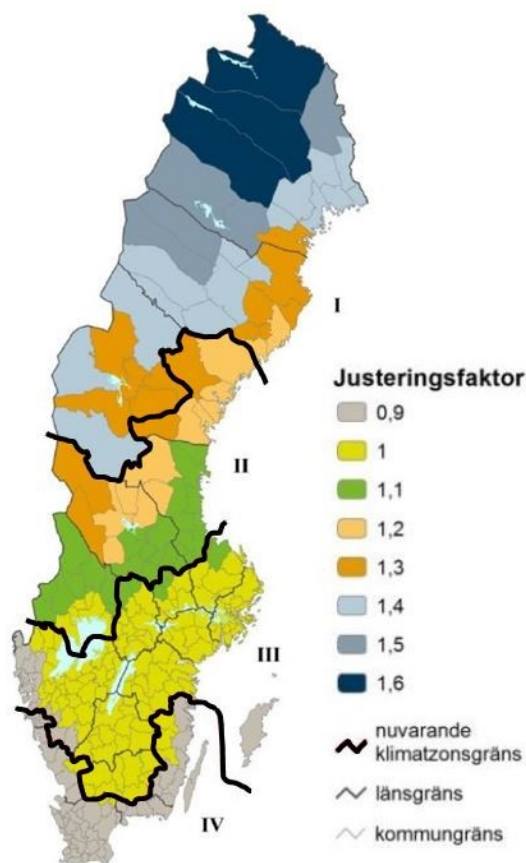 I
II
III
IV
Justeringsfaktor
0,9
1
1,1
1,2
1,3
1,4
1,5
1,6
nuvarande
klimatzonsgräns
länsgräns
kommungräns